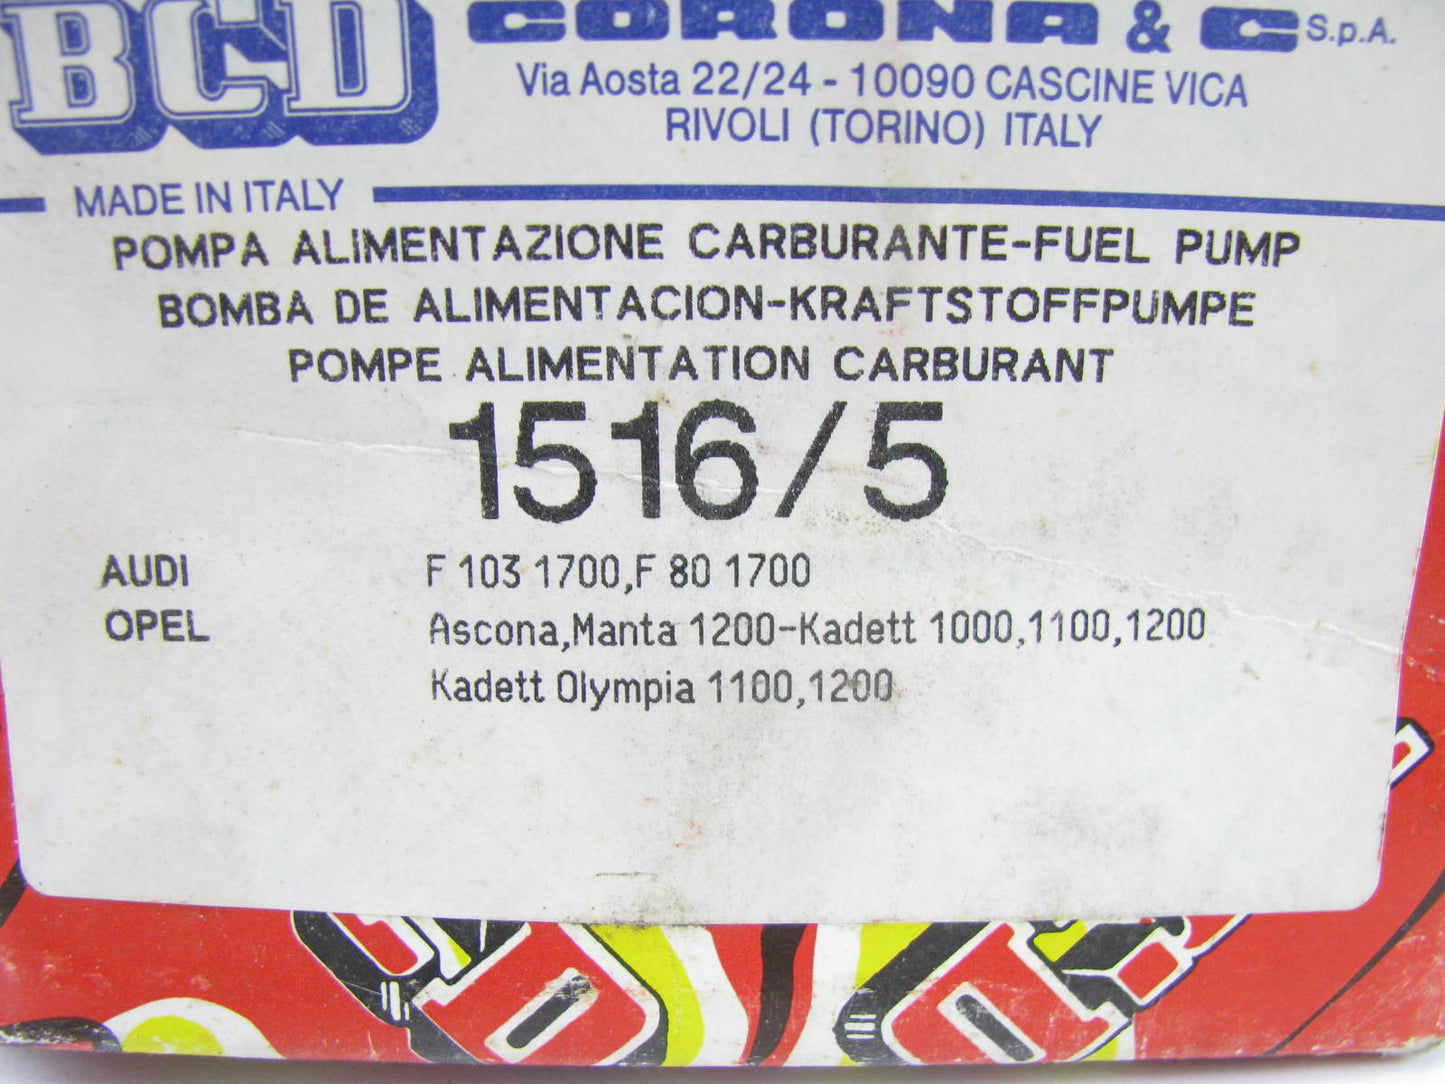 BCD CORONA & C S.p.A.
Via Aosta 22/24 - 10090 CASCINE VICA
RIVOLI (TORINO) ITALY
MADE IN ITALY
POMPA ALIMENTAZIONE CARBURANTE-FUEL PUMP
BOMBA DE ALIMENTACION-KRAFTSTOFFPUMPE
POMPE ALIMENTATION CARBURANT
1516/5
AUDI F 103 1700,F 80 1700
OPEL Ascona,Manta 1200-Kadett 1000,1100,1200
Kadett Olympia 1100,1200